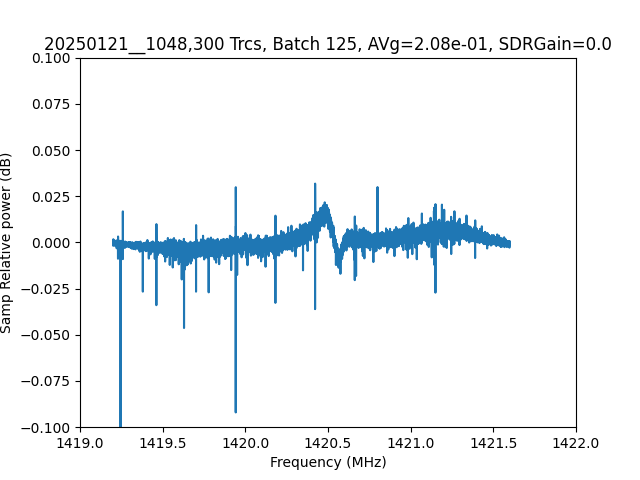 20250121__1048,300 Trcs, Batch 125, AVg=2.08e-01, SDRGain=0.0
0.100
0.075
0.050
0.025
0.000
−0.025
−0.050
−0.075
−0.100
Samp Relative power (dB)
1419.0 1419.5 1420.0 1420.5 1421.0 1421.5 1422.0
Frequency (MHz)